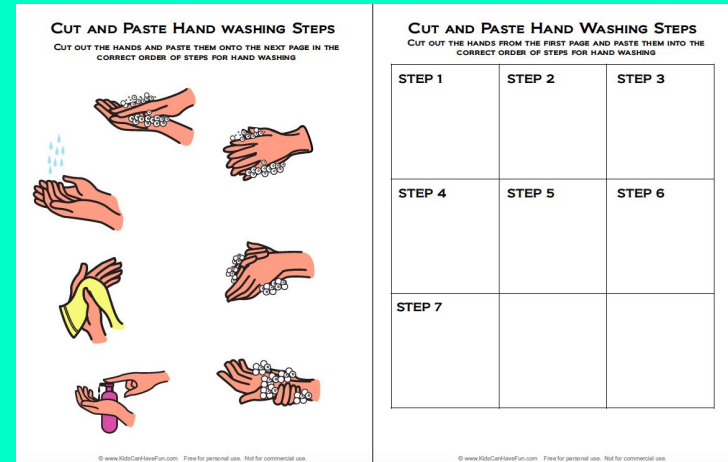 Cut and Paste Hand washing Steps
Cut out the hands and paste them onto the next page in the
correct order of steps for hand washing
© www.KidsCanHaveFun.com Free for personal use. Not for commercial use.
Cut and Paste Hand Washing Steps
Cut out the hands from the first page and paste them into the
correct order of steps for hand washing
STEP 1 STEP 2 STEP 3
STEP 4 STEP 5 STEP 6
STEP 7
© www.KidsCanHaveFun.com Free for personal use. Not for commercial use.